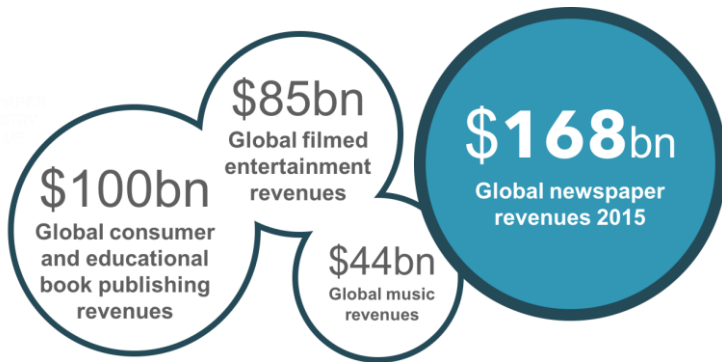 $85bn
Global filmed
entertainment
revenues
$168bn
Global newspaper
revenues 2015
$100bn
Global consumer
and educational
book publishing
revenues
$44bn
Global music
revenues